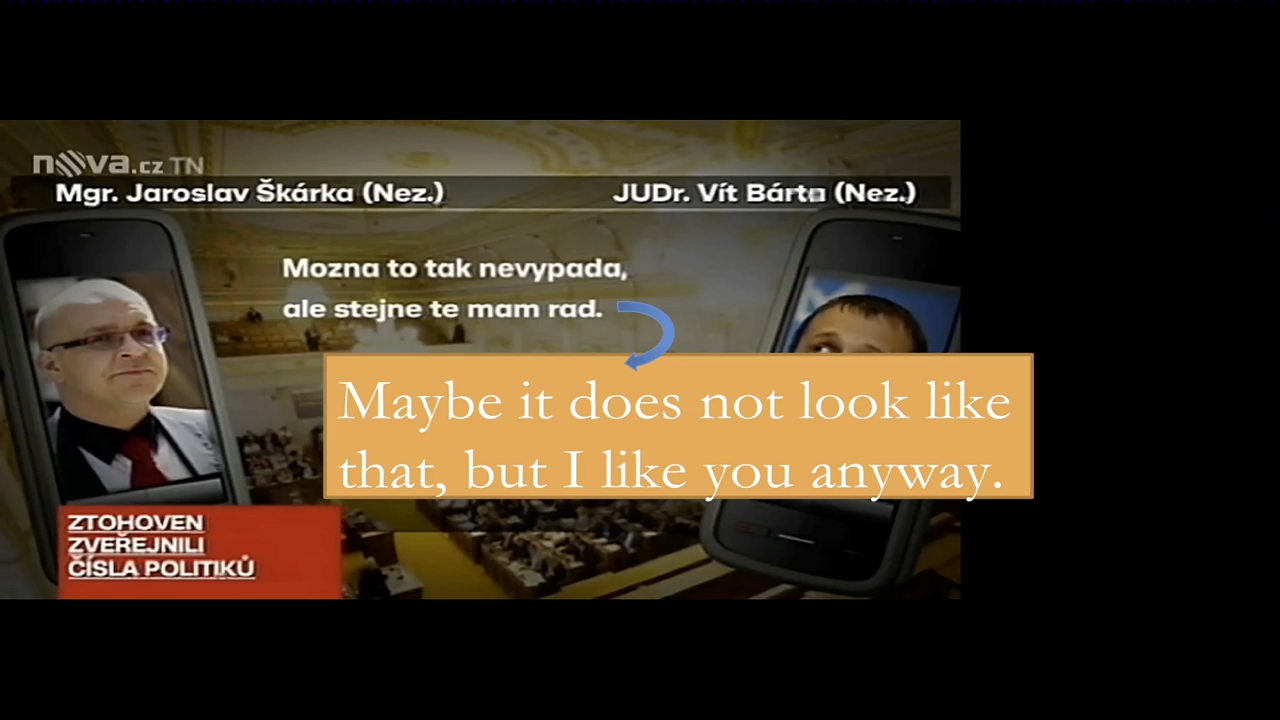 nova.cz TN
Mgr. Jaroslav Škárka (Nez.) JUDr. Vít Bárta (Nez.)
Mozna to tak nevypada,
ale stejne te mam rad.
Maybe it does not look like
that, but I like you anyway.
ZTOHOVEN
ZVEŘEJNILI
ČÍSLA POLITIKŮ